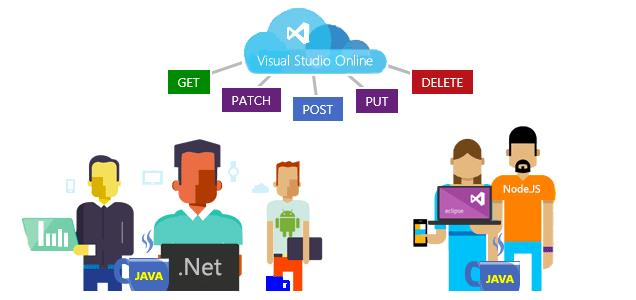 Visual Studio Online
GET
PATCH
POST
PUT
DELETE
Node.JS
eclipse
.Net
JAVA
JAVA